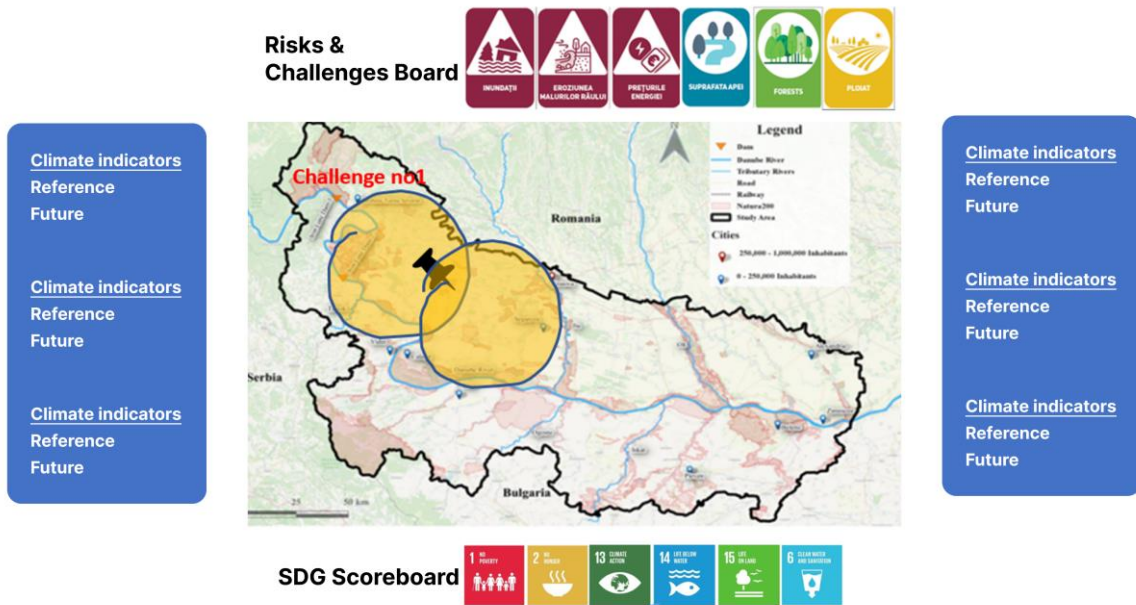 Risks &
Challenges Board
INUNDAȚII
EROZIUNEA
MALURILOR RÂULUI
PREȚURILE
ENERGIEI
SUPRAFATA APEI
FORESTS
PLOIAT
Climate indicators
Reference
Future
Climate indicators
Reference
Future
Climate indicators
Reference
Future
Challenge no1
Romania
Serbia
Bulgaria
25
50 km
Legend
Dam
Danube River
Tributary Rivers
Road
Railway
Natura200
Study Area
Cities
250,000 - 1,000,000 Inhabitants
0 - 250,000 Inhabitants
Climate indicators
Reference
Future
Climate indicators
Reference
Future
Climate indicators
Reference
Future
SDG Scoreboard
1 NO
POVERTY
2 NO
HUNGER
13 CLIMATE
ACTION
14 LIFE BELOW
WATER
15 LIFE
ON LAND
6 CLEAN WATER
AND SANITATION